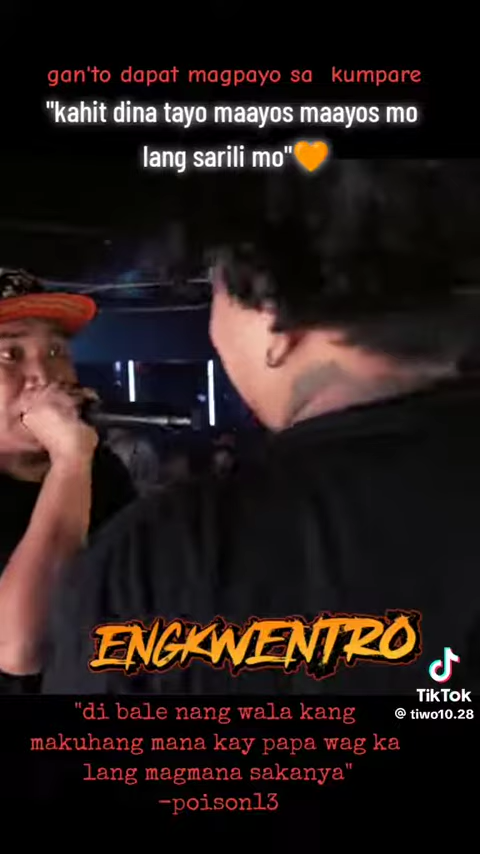 gan'to dapat magpayo sa kumpare
"kahit dina tayo maayos maayos mo
lang sarili mo"🧡
ENGKWENTRO
TikTok
@ tiwo10.28
"di bale nang wala kang
makuhang mana kay papa wag ka
lang magmana sakanya"
-poison13